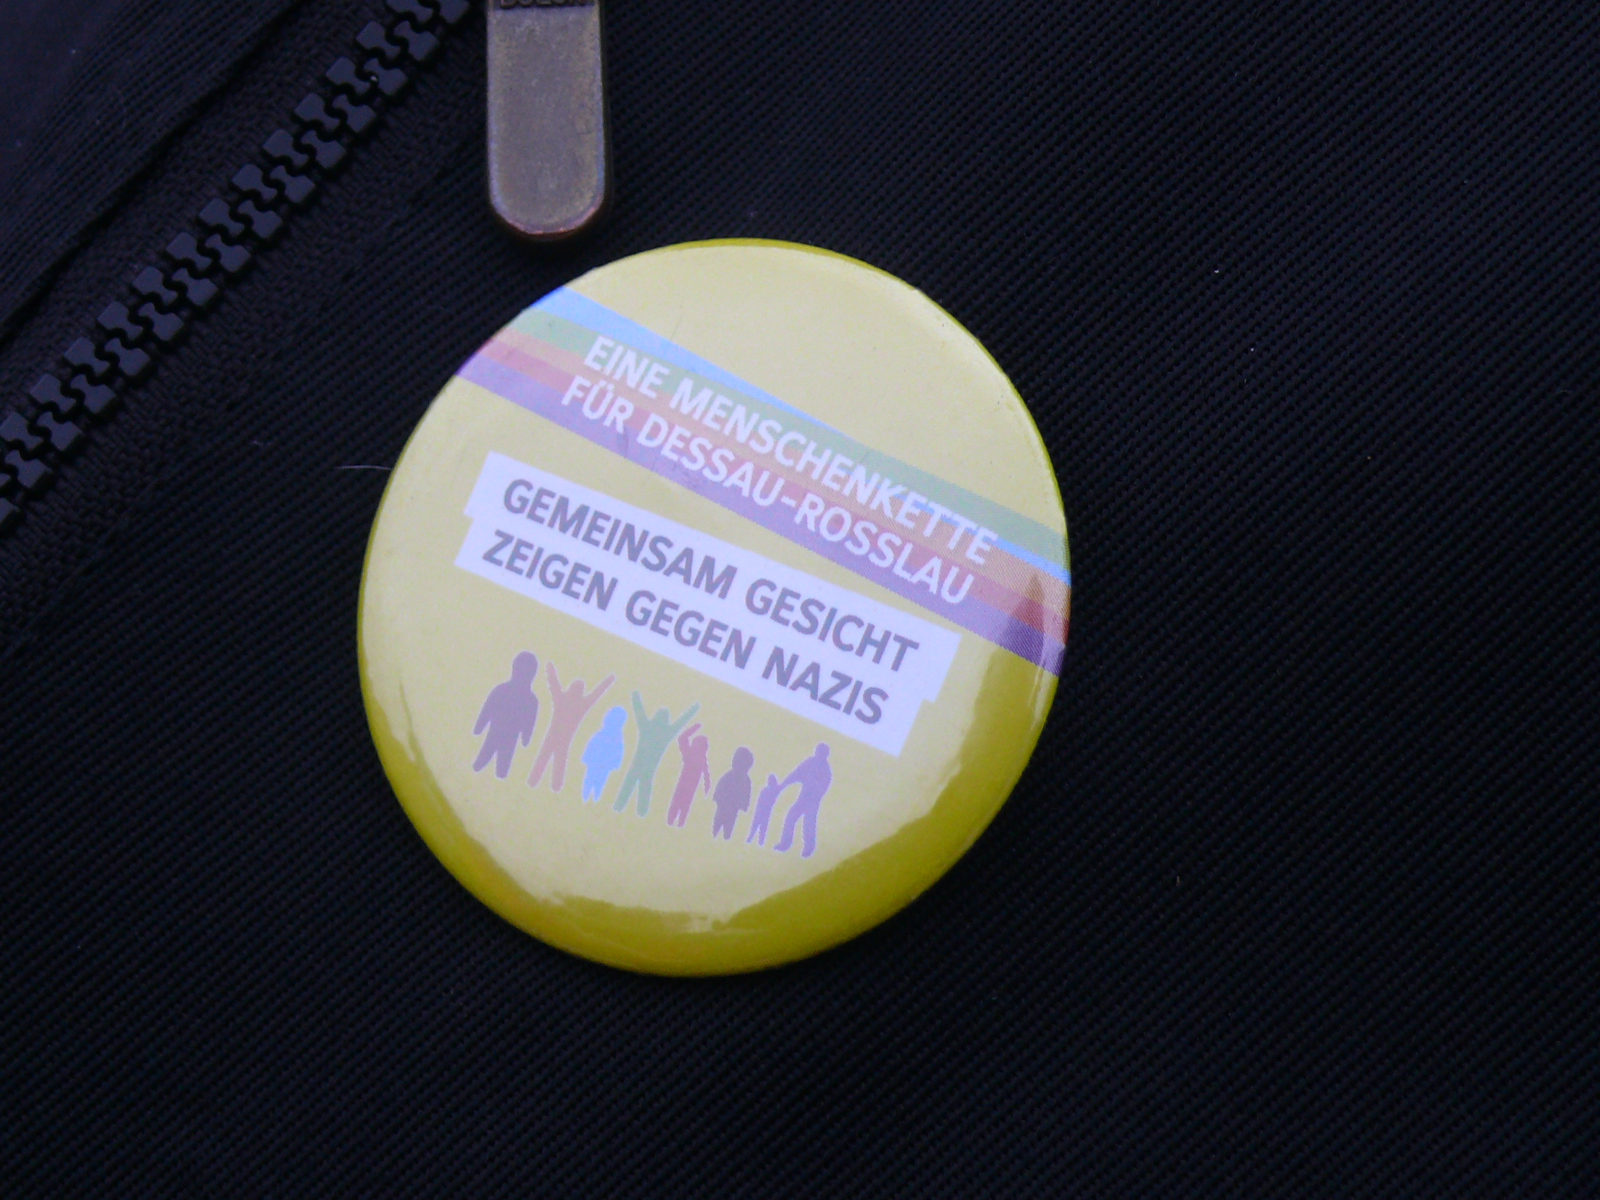 EINE MENSCHENKETTE
FÜR DESSAU-ROSSLAU
GEMEINSAM GESICHT
ZEIGEN GEGEN NAZIS